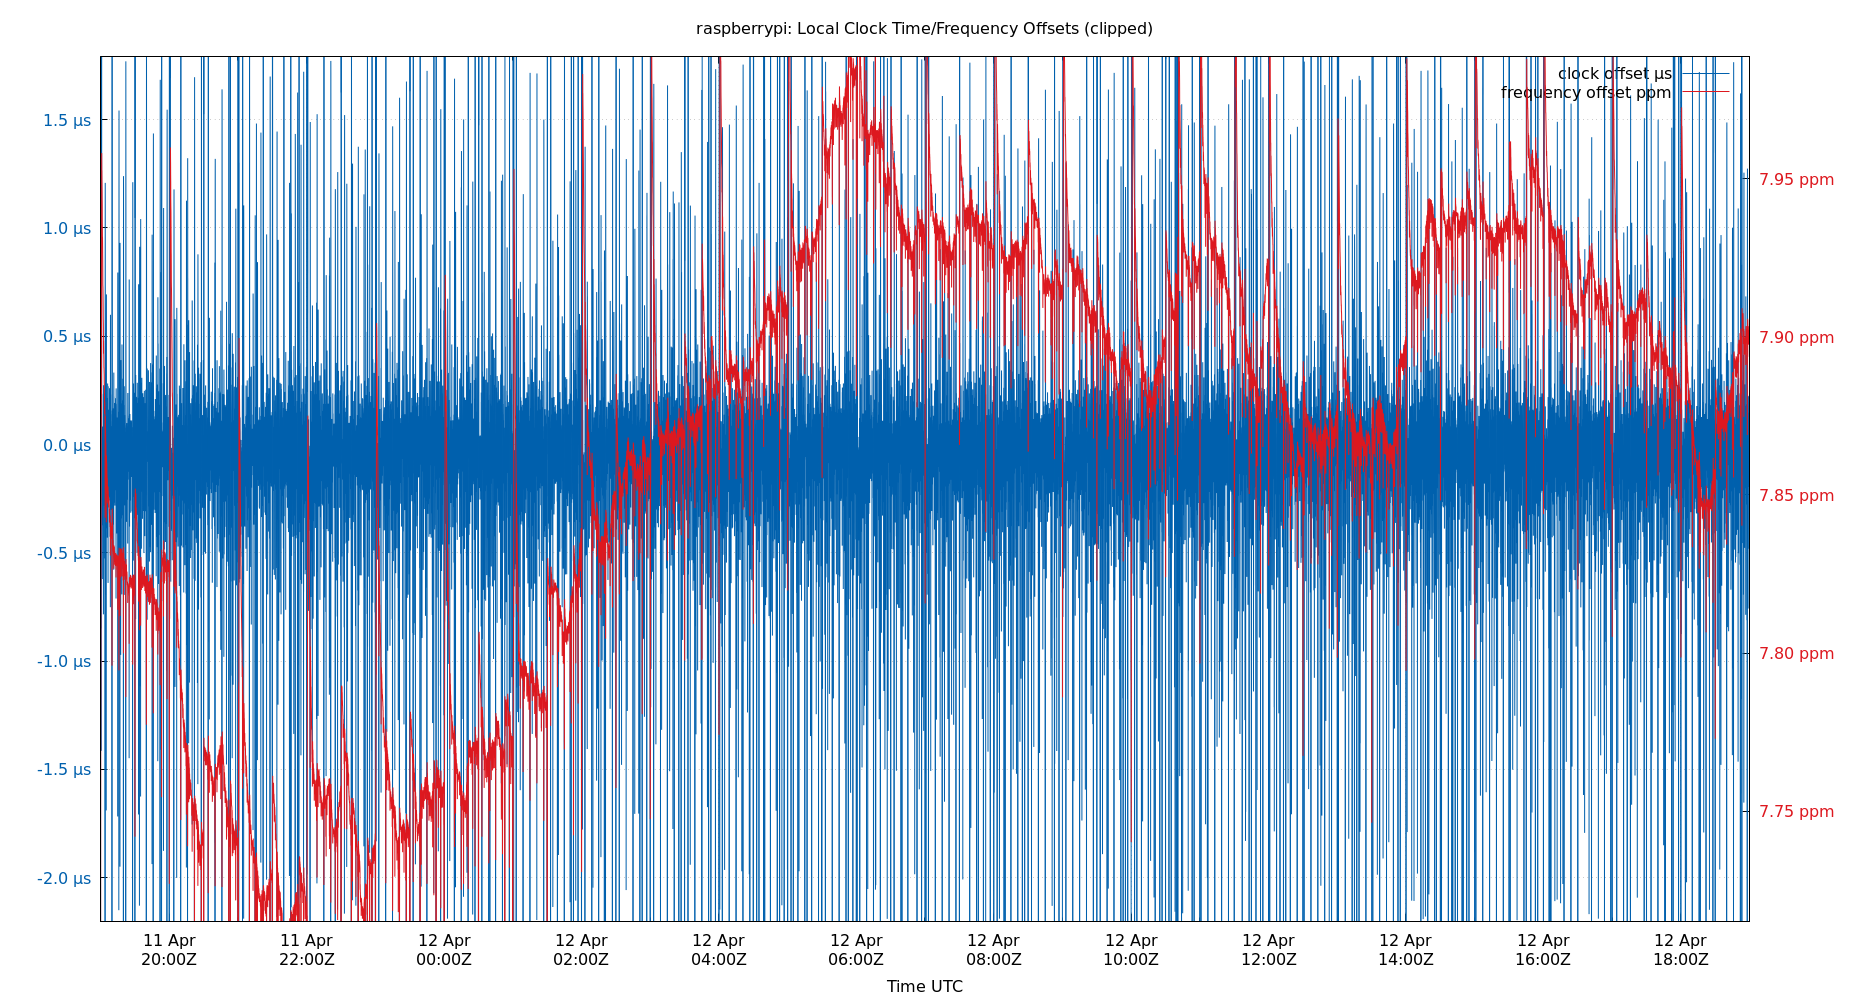 raspberrypi: Local Clock Time/Frequency Offsets (clipped)
clock offset µs
frequency offset ppm
1.5 µs
1.0 µs
0.5 µs
0.0 µs
-0.5 µs
-1.0 µs
-1.5 µs
-2.0 µs
7.95 ppm
7.90 ppm
7.85 ppm
7.80 ppm
7.75 ppm
11 Apr 11 Apr 12 Apr 12 Apr 12 Apr 12 Apr 12 Apr 12 Apr 12 Apr 12 Apr 12 Apr 12 Apr
20:00Z 22:00Z 00:00Z 02:00Z 04:00Z 06:00Z 08:00Z 10:00Z 12:00Z 14:00Z 16:00Z 18:00Z
Time UTC